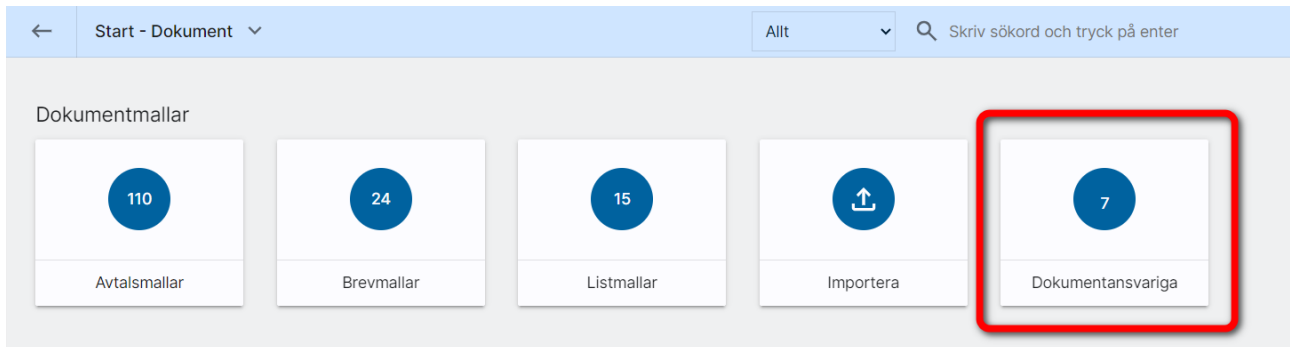 Start - Dokument
Allt
Skriv sökord och tryck på enter
Dokumentmallar
110
24
15
7
Avtalsmallar
Brevmallar
Listmallar
Importera
Dokumentansvariga